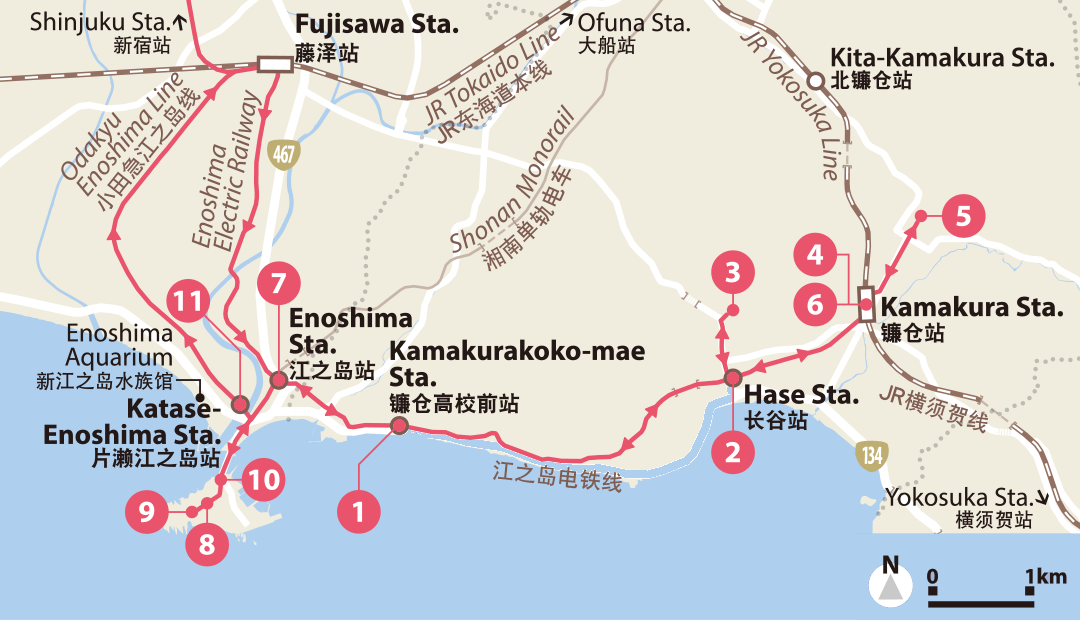 Shinjuku Sta.
新宿站
Fujisawa Sta.
藤泽站
Ofuna Sta.
大船站
JR Tokaido Line
JR东海道本线
JR Yokosuka Line
Kita-Kamakura Sta.
北镰仓站
Odakyu
Enoshima Line
小田急江之岛线
Enoshima
Electric Railway
467
Shonan Monorail
湘南单轨电车
5
4
6
3
Kamakura Sta.
镰仓站
7
11
Enoshima
Sta.
江之岛站
Enoshima
Aquarium
新江之岛水族馆
Kamakurakoko-mae
Sta.
镰仓高校前站
Katase-
Enoshima Sta.
片濑江之岛站
Hase Sta.
长谷站
JR横须贺线
2
134
江之岛电铁线
10
9
8
1
Yokosuka Sta.
横须贺站
N
0
1km